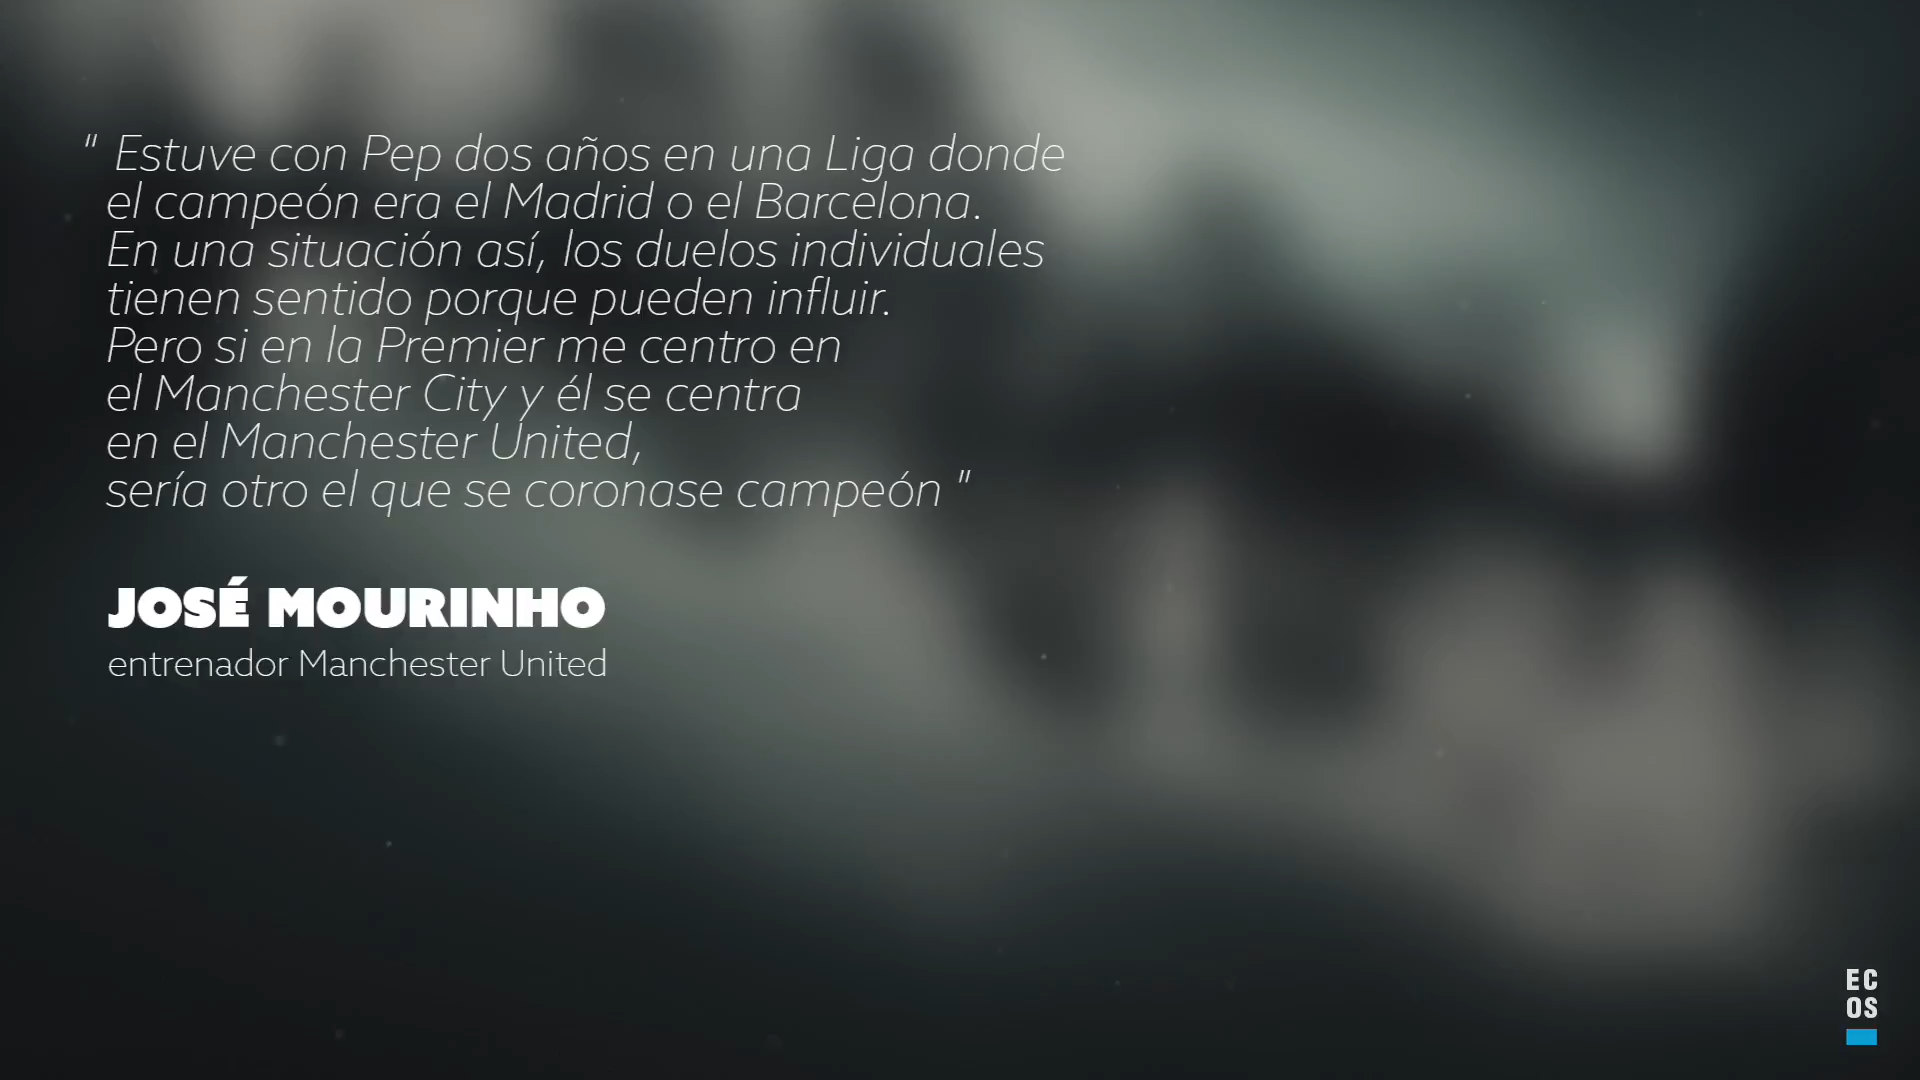 " Estuve con Pep dos años en una Liga donde
el campeón era el Madrid o el Barcelona.
En una situación así, los duelos individuales
tienen sentido porque pueden influir.
Pero si en la Premier me centro en
el Manchester City y él se centra
en el Manchester United,
sería otro el que se coronase campeón "
JOSÉ MOURINHO
entrenador Manchester United
EC
OS